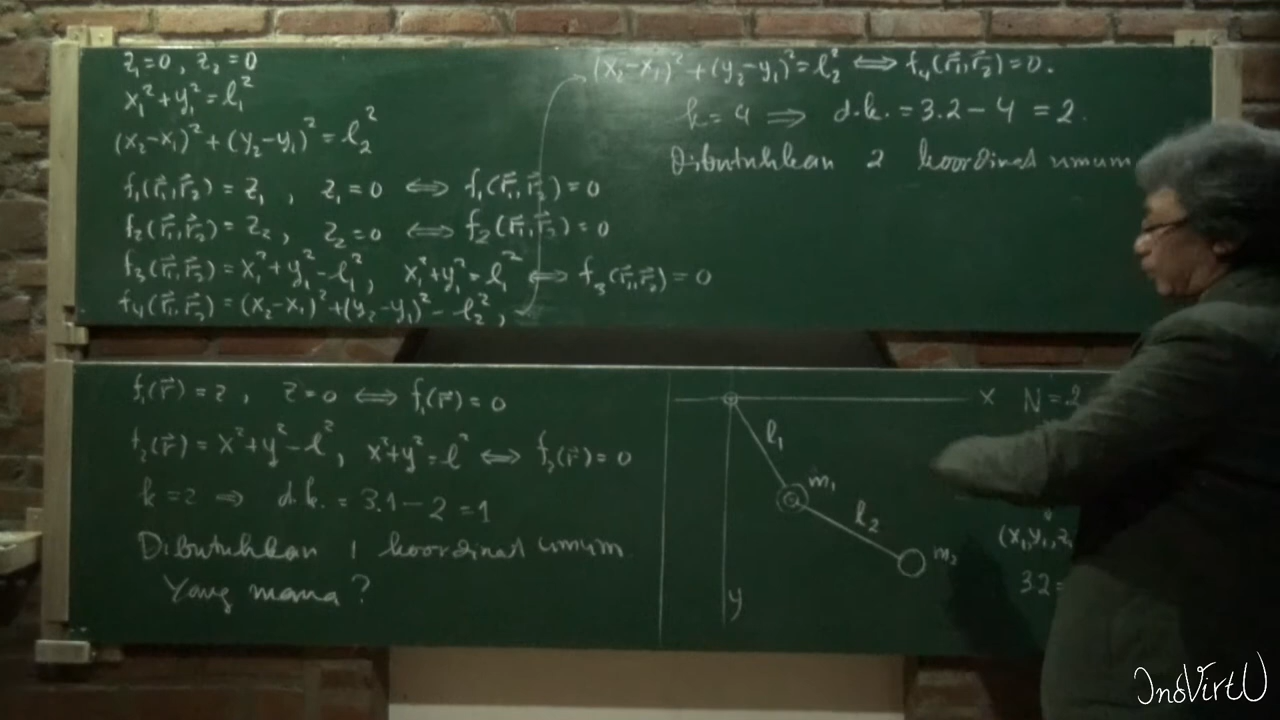 z₁=0, z₂=0
x₁²+y₁²=l₁²
(x₂-x₁)²+(y₂-y₁)²=l₂²
f₁(r⃗₁,r⃗₂)=z₁, z₁=0 ⟺ f₁(r⃗₁,r⃗₂)=0
f₂(r⃗₁,r⃗₂)=z₂, z₂=0 ⟺ f₂(r⃗₁,r⃗₂)=0
f₃(r⃗₁,r⃗₂)=x₁²+y₁²-l₁², x₁²+y₁²=l₁² ⟺ f₃(r⃗₁,r⃗₂)=0
f₄(r⃗₁,r⃗₂)=(x₂-x₁)²+(y₂-y₁)²-l₂²,
(x₂-x₁)²+(y₂-y₁)²=l₂² ⟺ f₄(r⃗₁,r⃗₂)=0.
k=4 ⟹ d.k.=3.2-4=2.
Dibutuhkan 2 koordinat umum
f₁(r⃗)=z, z=0 ⟺ f₁(r⃗)=0
f₂(r⃗)=x²+y²-l², x²+y²=l² ⟺ f₂(r⃗)=0
k=2 ⟹ d.k.=3.1-2=1
Dibutuhkan 1 koordinat umum
Yang mana?
x N=2
l₁
m₁
l₂
m₂
(x₁,y₁,z₁
y
3.2=
InoVirtU